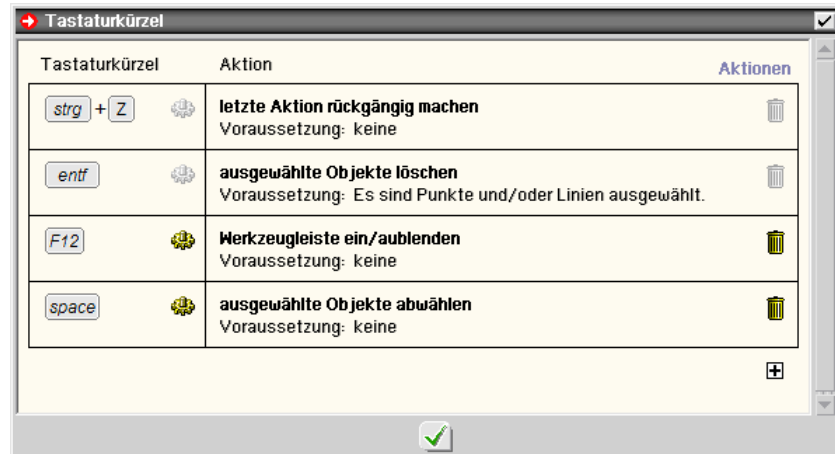 Tastaturkürzel
Tastaturkürzel Aktion Aktionen
strg + Z letzte Aktion rückgängig machen
Voraussetzung: keine
entf ausgewählte Objekte löschen
Voraussetzung: Es sind Punkte und/oder Linien ausgewählt.
F12 Werkzeugleiste ein/aublenden
Voraussetzung: keine
space ausgewählte Objekte abwählen
Voraussetzung: keine